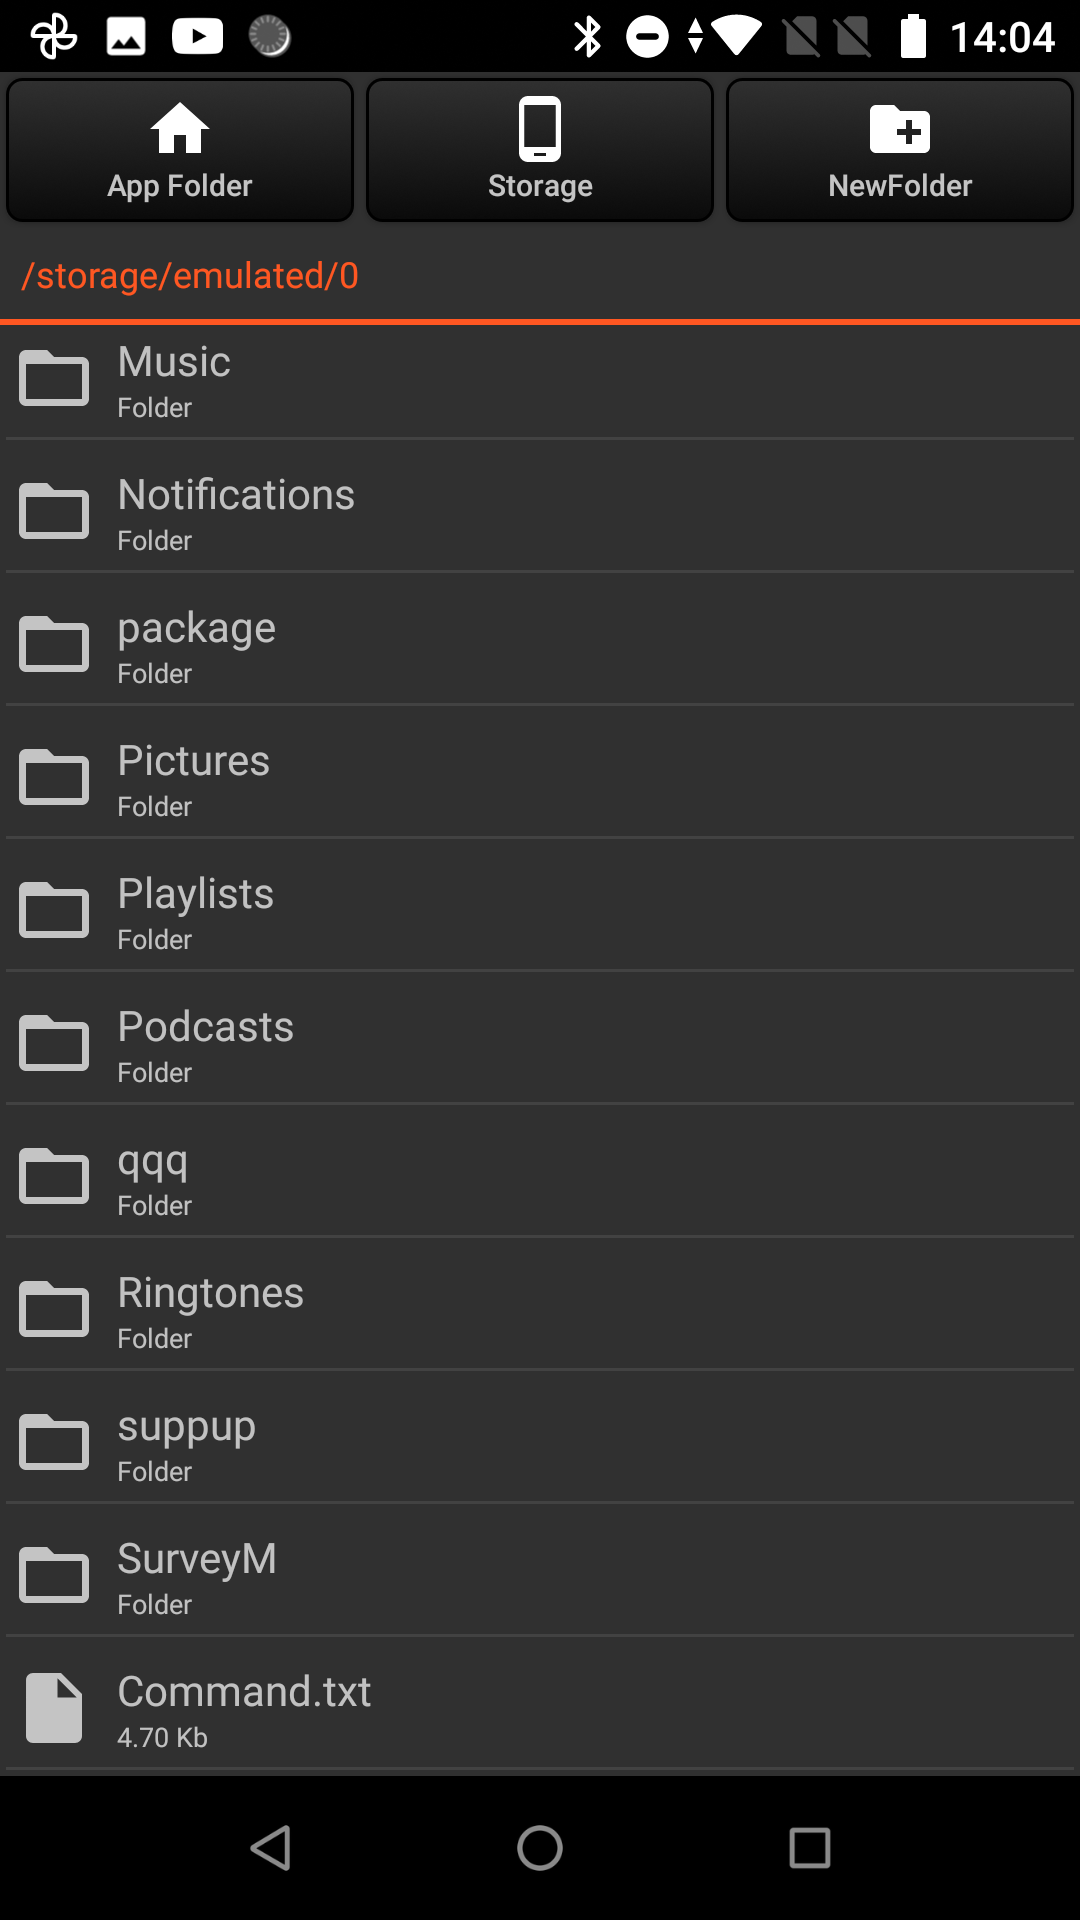 14:04
App Folder
Storage
NewFolder
/storage/emulated/0
Music
Folder
Notifications
Folder
package
Folder
Pictures
Folder
Playlists
Folder
Podcasts
Folder
qqq
Folder
Ringtones
Folder
suppup
Folder
SurveyM
Folder
Command.txt
4.70 Kb